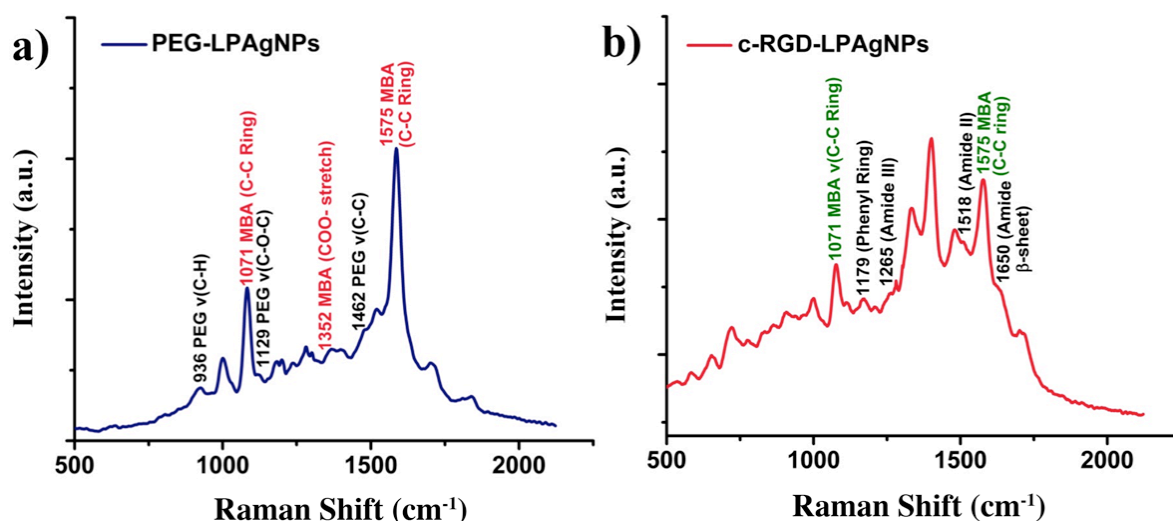 a)
PEG-LPAgNPs
936 PEG v(C-H)
1071 MBA (C-C Ring)
1129 PEG v(C-O-C)
1352 MBA (COO- stretch)
1462 PEG v(C-C)
1575 MBA
(C-C Ring)
Intensity (a.u.)
500 1000 1500 2000
Raman Shift (cm-1)
b)
c-RGD-LPAgNPs
1071 MBA v(C-C Ring)
1179 (Phenyl Ring)
1265 (Amide III)
1518 (Amide II)
1575 MBA
(C-C ring)
1650 (Amide
β-sheet)
Intensity (a.u.)
500 1000 1500 2000
Raman Shift (cm-1)